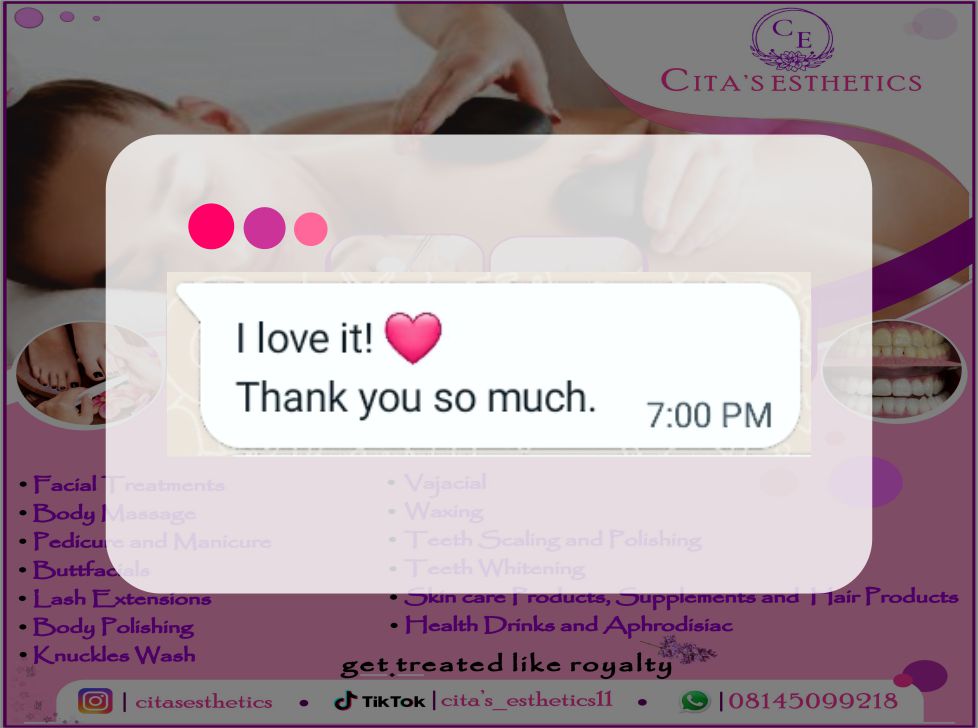 C E
CITA'S ESTHETICS
I love it! 💗
Thank you so much.
7:00 PM
• Facial Treatments
• Body Massage
• Pedicure and Manicure
• Buttfacials
• Lash Extensions
• Body Polishing
• Knuckles Wash
• Vajacial
• Waxing
• Teeth Scaling and Polishing
• Teeth Whitening
• Skin care Products, Supplements and Hair Products
• Health Drinks and Aphrodisiac
get treated like royalty
| citasesthetics • TikTok | cita's_esthetics11 • | 08145099218